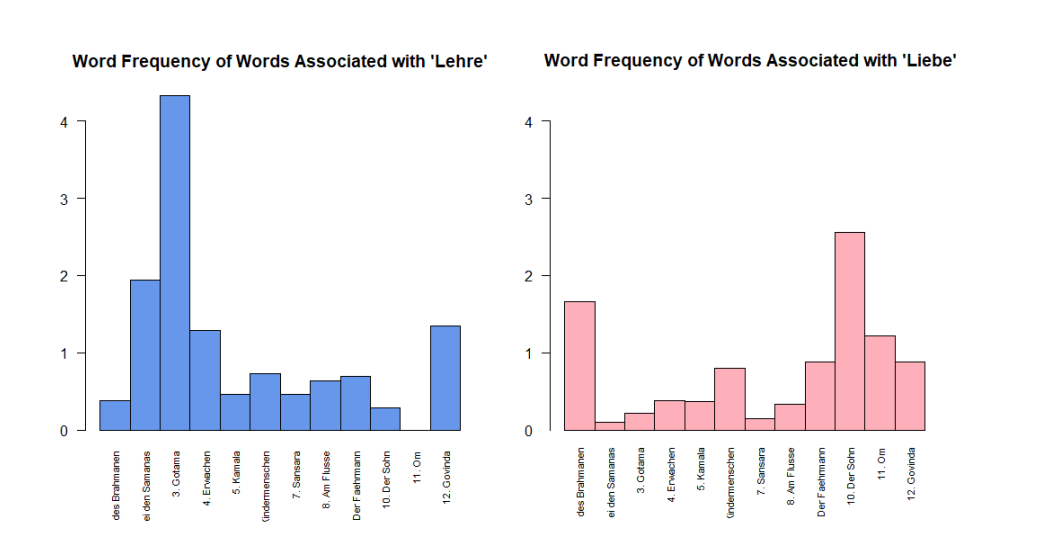 Word Frequency of Words Associated with 'Lehre'
4
3
2
1
0
des Brahmanen
ei den Samanas
3. Gotama
4. Erwachen
5. Kamala
Kindermenschen
7. Sansara
8. Am Flusse
Der Faehrmann
10. Der Sohn
11. Om
12. Govinda
Word Frequency of Words Associated with 'Liebe'
4
3
2
1
0
des Brahmanen
ei den Samanas
3. Gotama
4. Erwachen
5. Kamala
Kindermenschen
7. Sansara
8. Am Flusse
Der Faehrmann
10. Der Sohn
11. Om
12. Govinda